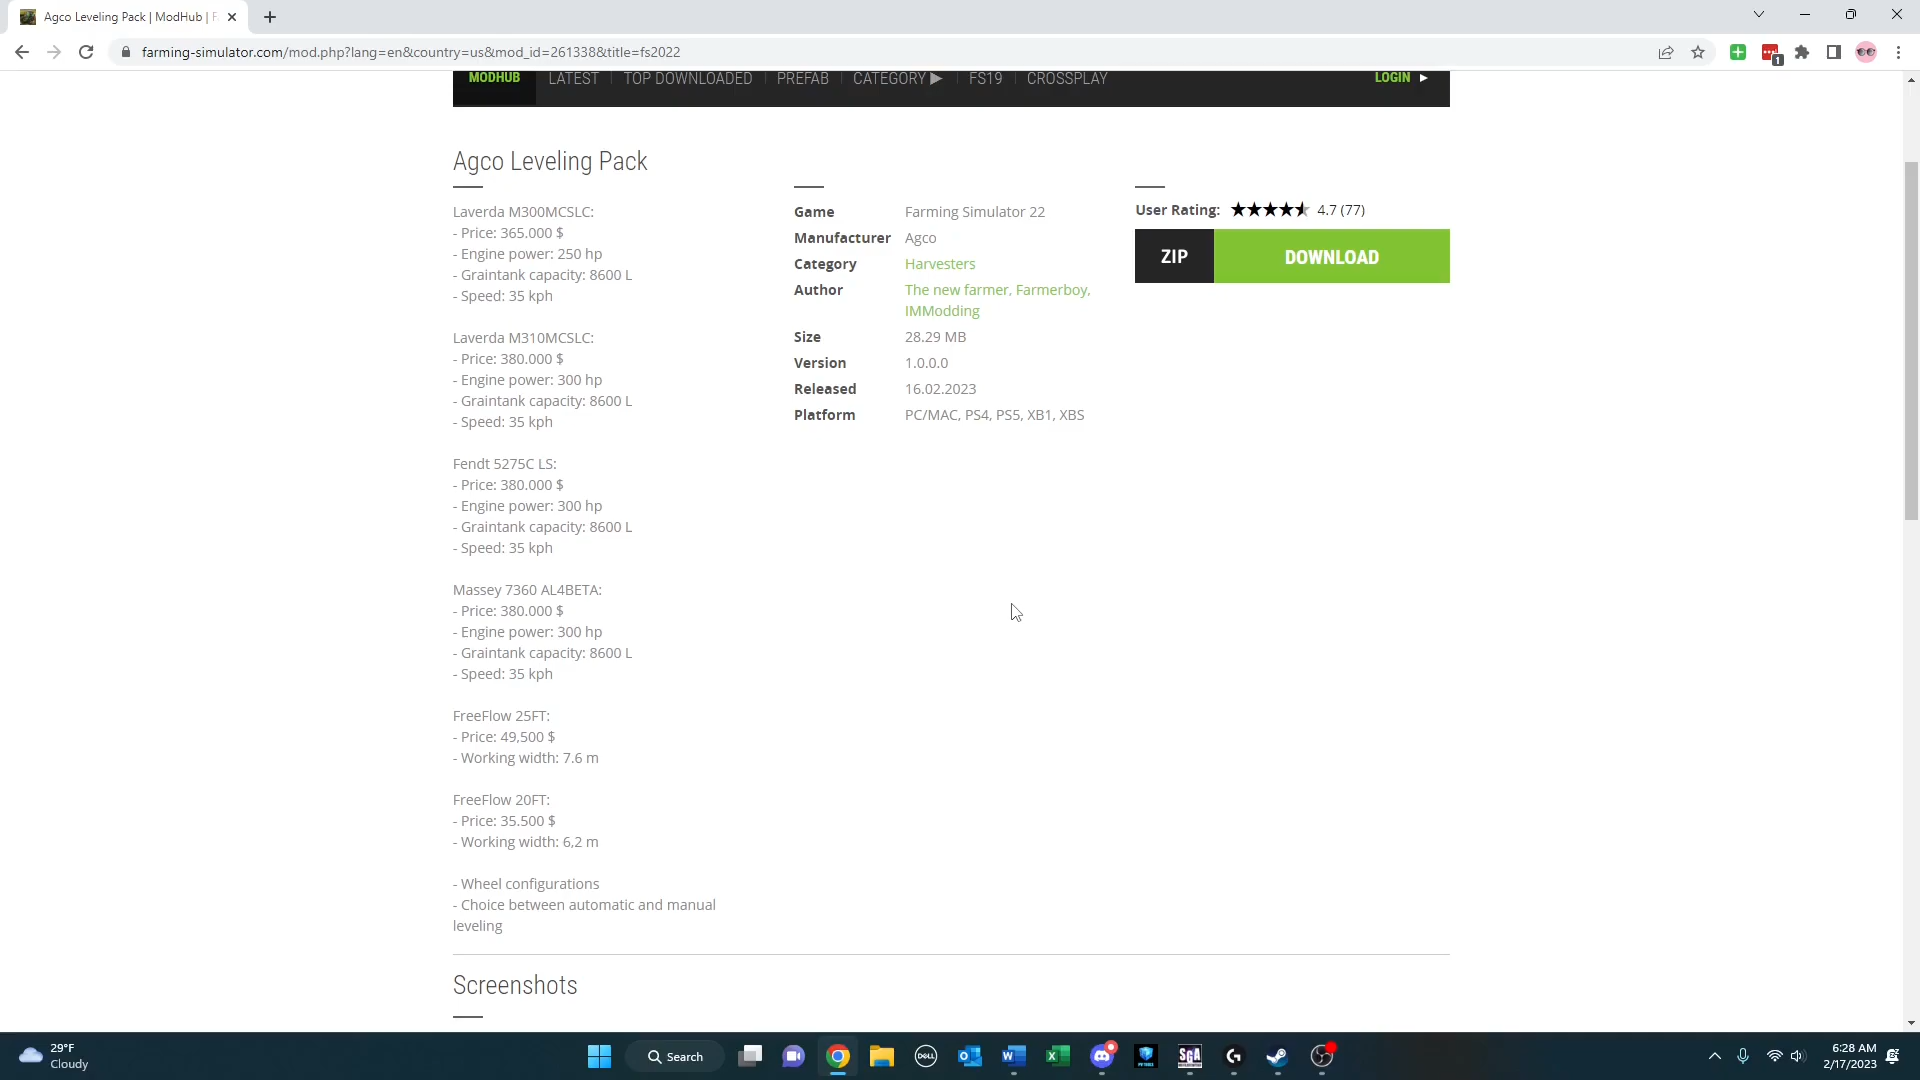 Agco Leveling Pack | ModHub | F
farming-simulator.com/mod.php?lang=en&country=us&mod_id=261338&title=fs2022
1
MODHUB LATEST TOP DOWNLOADED PREFAB CATEGORY ▶ FS19 CROSSPLAY LOGIN ►
Agco Leveling Pack
Laverda M300MCSLC:
- Price: 365.000 $
- Engine power: 250 hp
- Graintank capacity: 8600 L
- Speed: 35 kph
Laverda M310MCSLC:
- Price: 380.000 $
- Engine power: 300 hp
- Graintank capacity: 8600 L
- Speed: 35 kph
Fendt 5275C LS:
- Price: 380.000 $
- Engine power: 300 hp
- Graintank capacity: 8600 L
- Speed: 35 kph
Massey 7360 AL4BETA:
- Price: 380.000 $
- Engine power: 300 hp
- Graintank capacity: 8600 L
- Speed: 35 kph
FreeFlow 25FT:
- Price: 49,500 $
- Working width: 7.6 m
FreeFlow 20FT:
- Price: 35.500 $
- Working width: 6,2 m
- Wheel configurations
- Choice between automatic and manual
leveling
Game Farming Simulator 22
Manufacturer Agco
Category Harvesters
Author The new farmer, Farmerboy,
IMModding
Size 28.29 MB
Version 1.0.0.0
Released 16.02.2023
Platform PC/MAC, PS4, PS5, XB1, XBS
User Rating: ★★★★★ 4.7 (77)
ZIP DOWNLOAD
Screenshots
29°F
Cloudy
Search
DELL
SGA
6:28 AM
2/17/2023